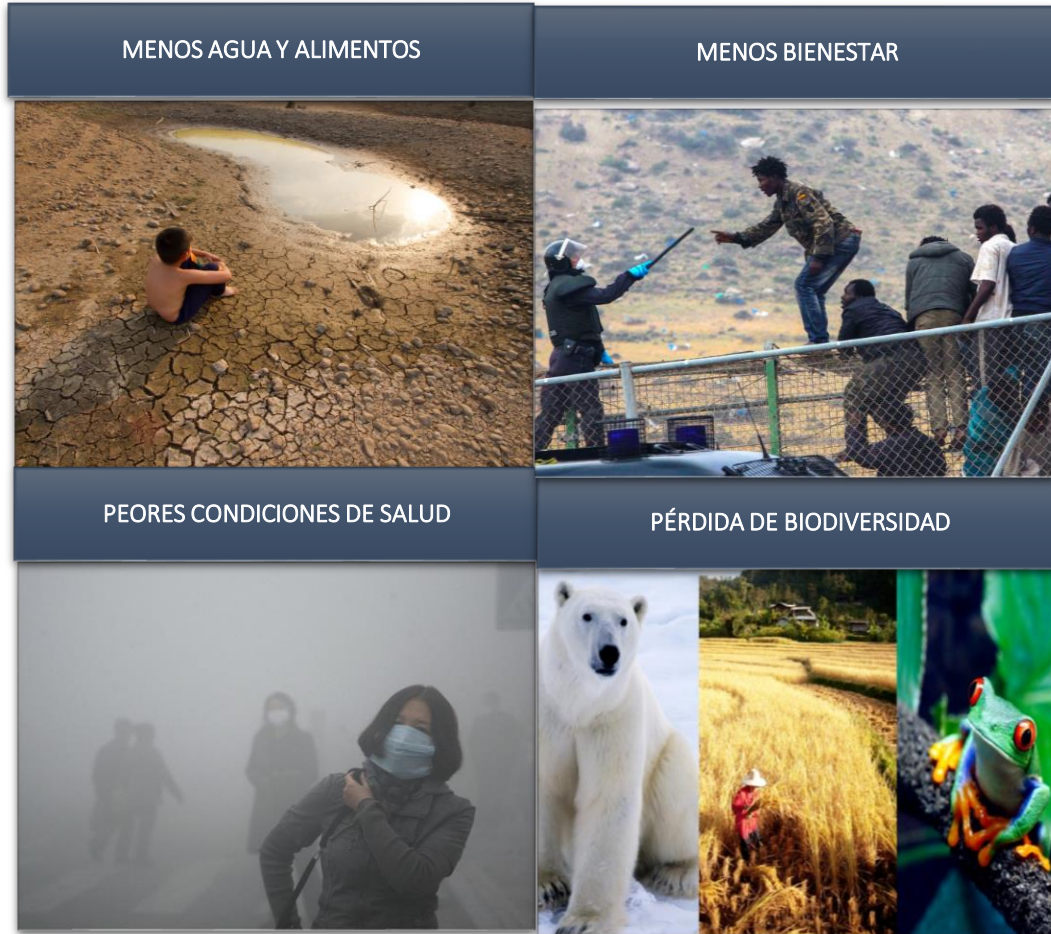 MENOS AGUA Y ALIMENTOS
MENOS BIENESTAR
PEORES CONDICIONES DE SALUD
PÉRDIDA DE BIODIVERSIDAD